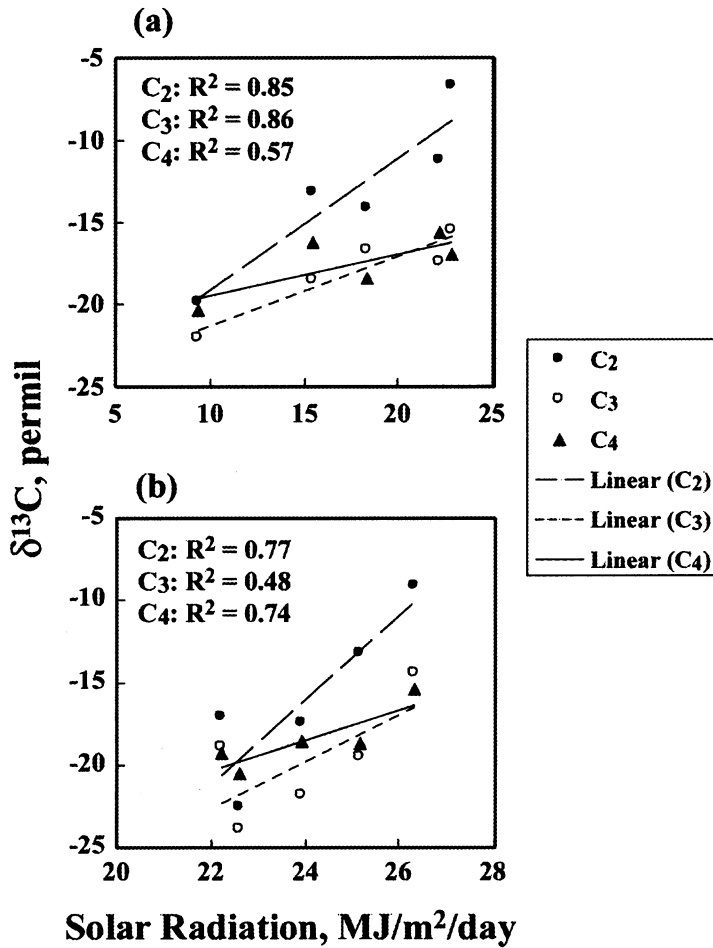 (a)
-5
-10
-15
-20
-25
C2: R² = 0.85
C3: R² = 0.86
C4: R² = 0.57
5
10
15
20
25
δ¹³C, permil
C2
C3
C4
Linear (C2)
Linear (C3)
Linear (C4)
(b)
-5
-10
-15
-20
-25
C2: R² = 0.77
C3: R² = 0.48
C4: R² = 0.74
20
22
24
26
28
Solar Radiation, MJ/m²/day